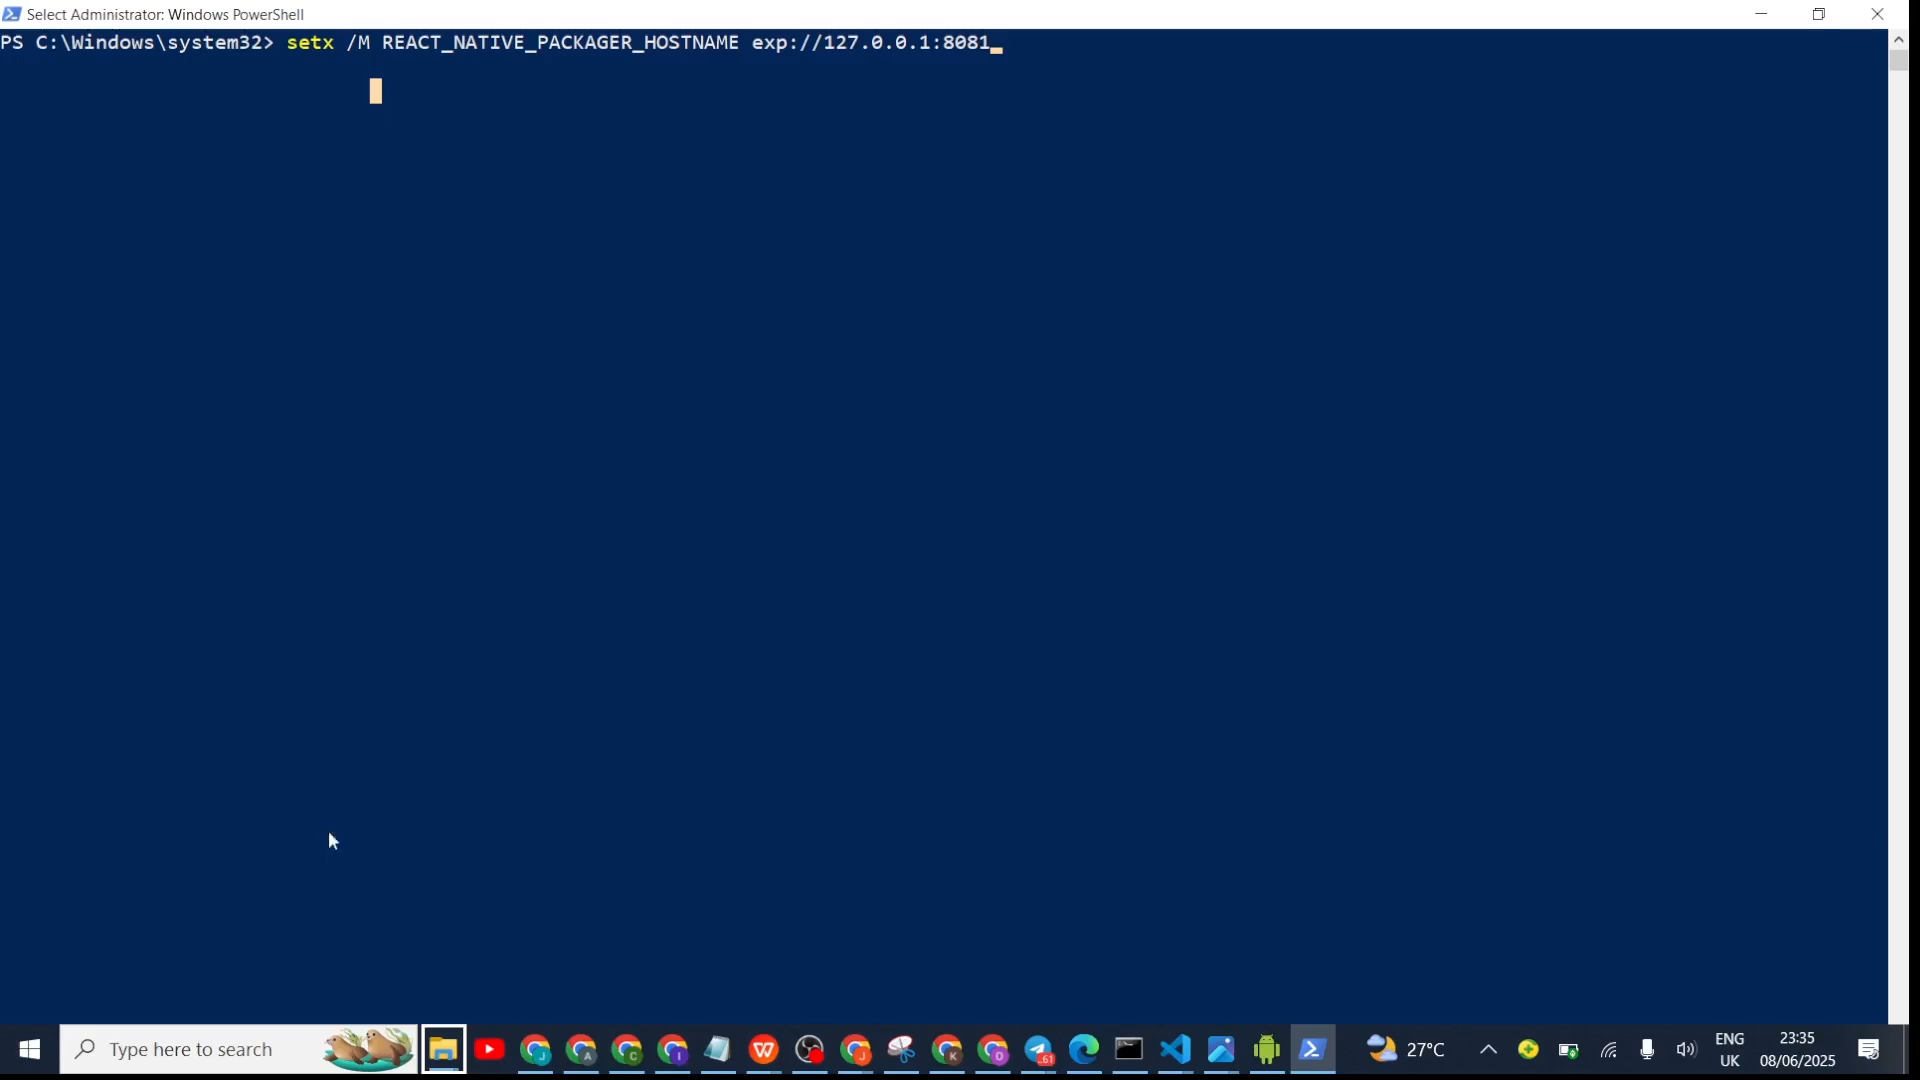 Select Administrator: Windows PowerShell
PS C:\Windows\system32> setx /M REACT_NATIVE_PACKAGER_HOSTNAME exp://127.0.0.1:8081
Type here to search
J
A
C
I
W
J
K
O
61
27°C
ENG
UK
23:35
08/06/2025